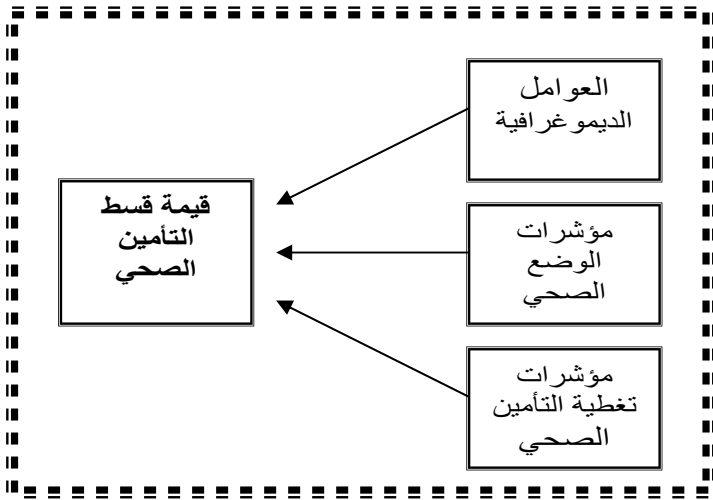 العوامل
الديموغرافية
قيمة قسط
التأمين
الصحي
مؤشرات
الوضع
الصحي
مؤشرات
تغطية التأمين
الصحي